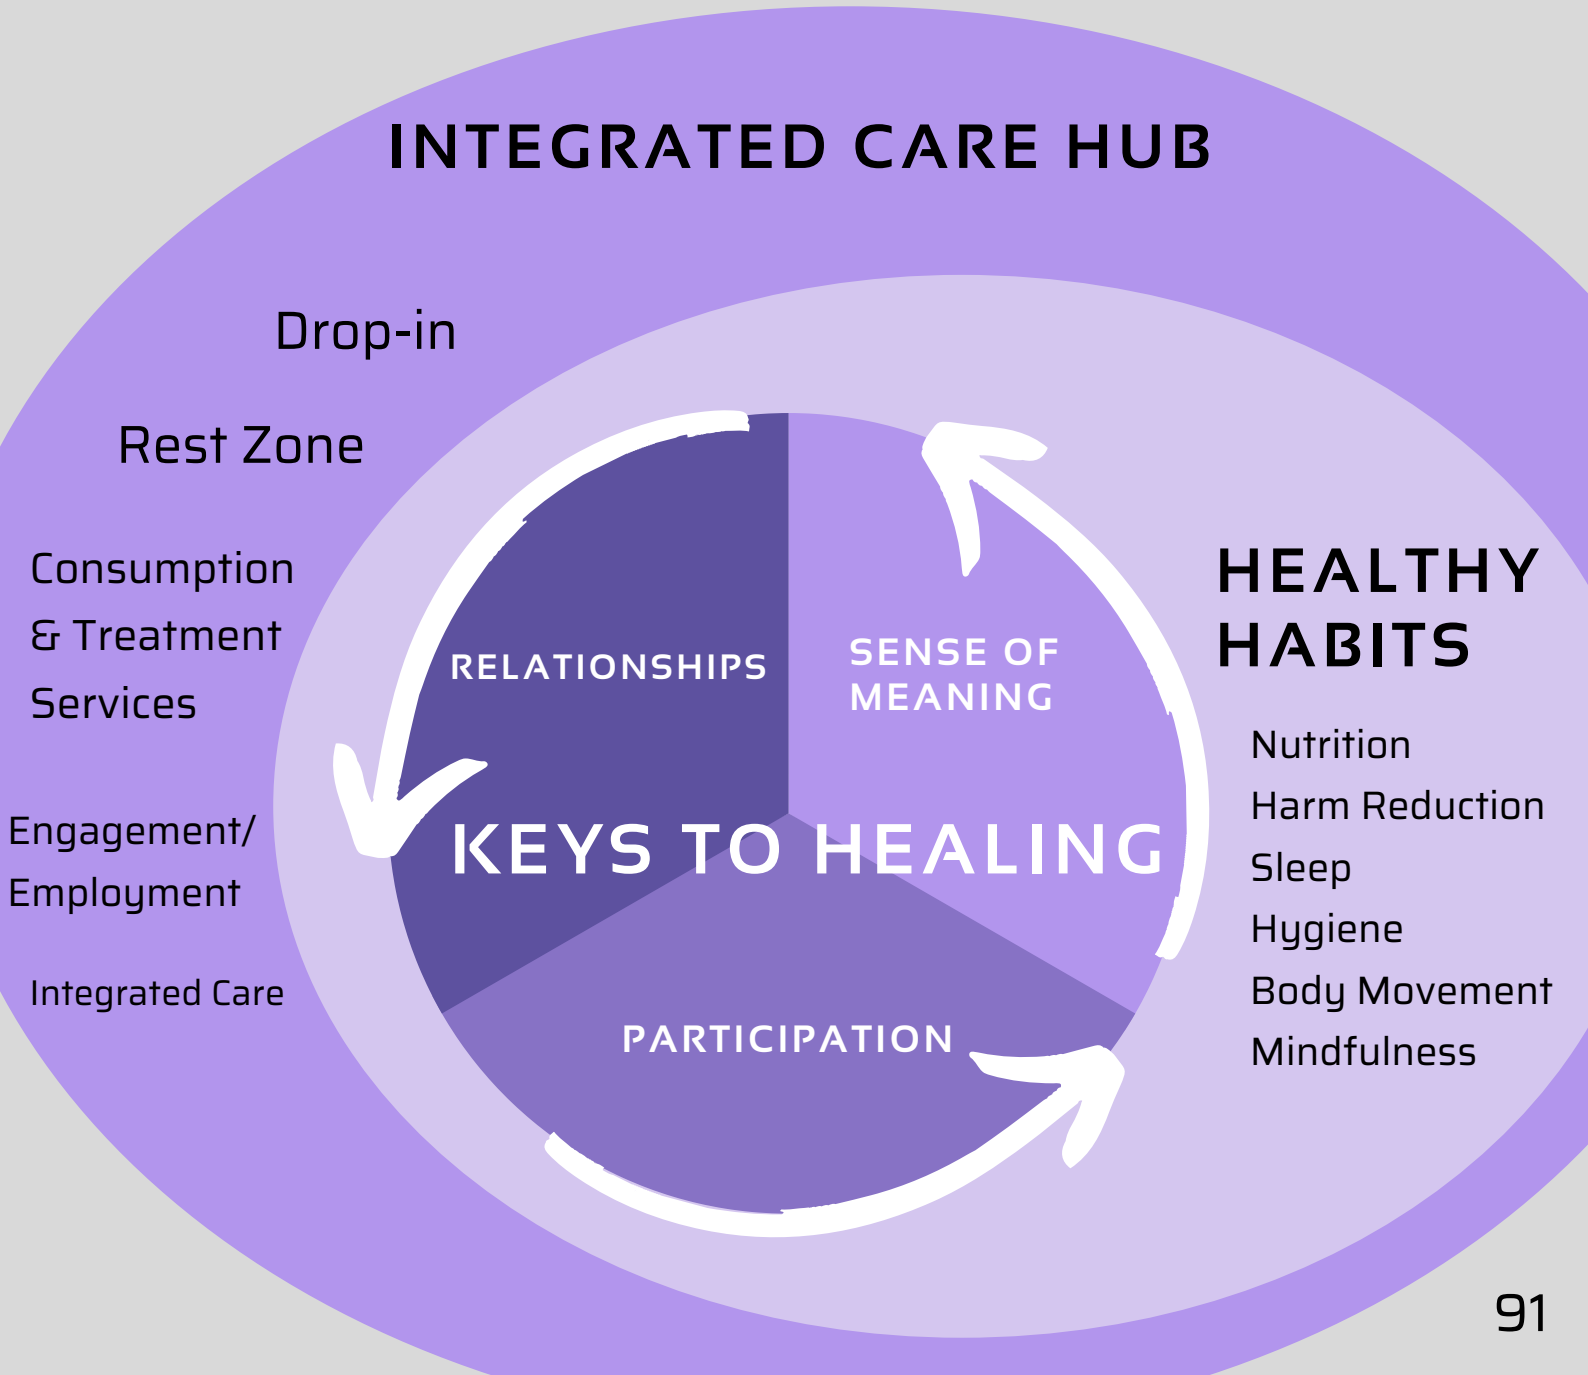 INTEGRATED CARE HUB
Drop-in
Rest Zone
Consumption
& Treatment
Services
Engagement/
Employment
Integrated Care
RELATIONSHIPS
SENSE OF
MEANING
KEYS TO HEALING
PARTICIPATION
HEALTHY
HABITS
Nutrition
Harm Reduction
Sleep
Hygiene
Body Movement
Mindfulness
91